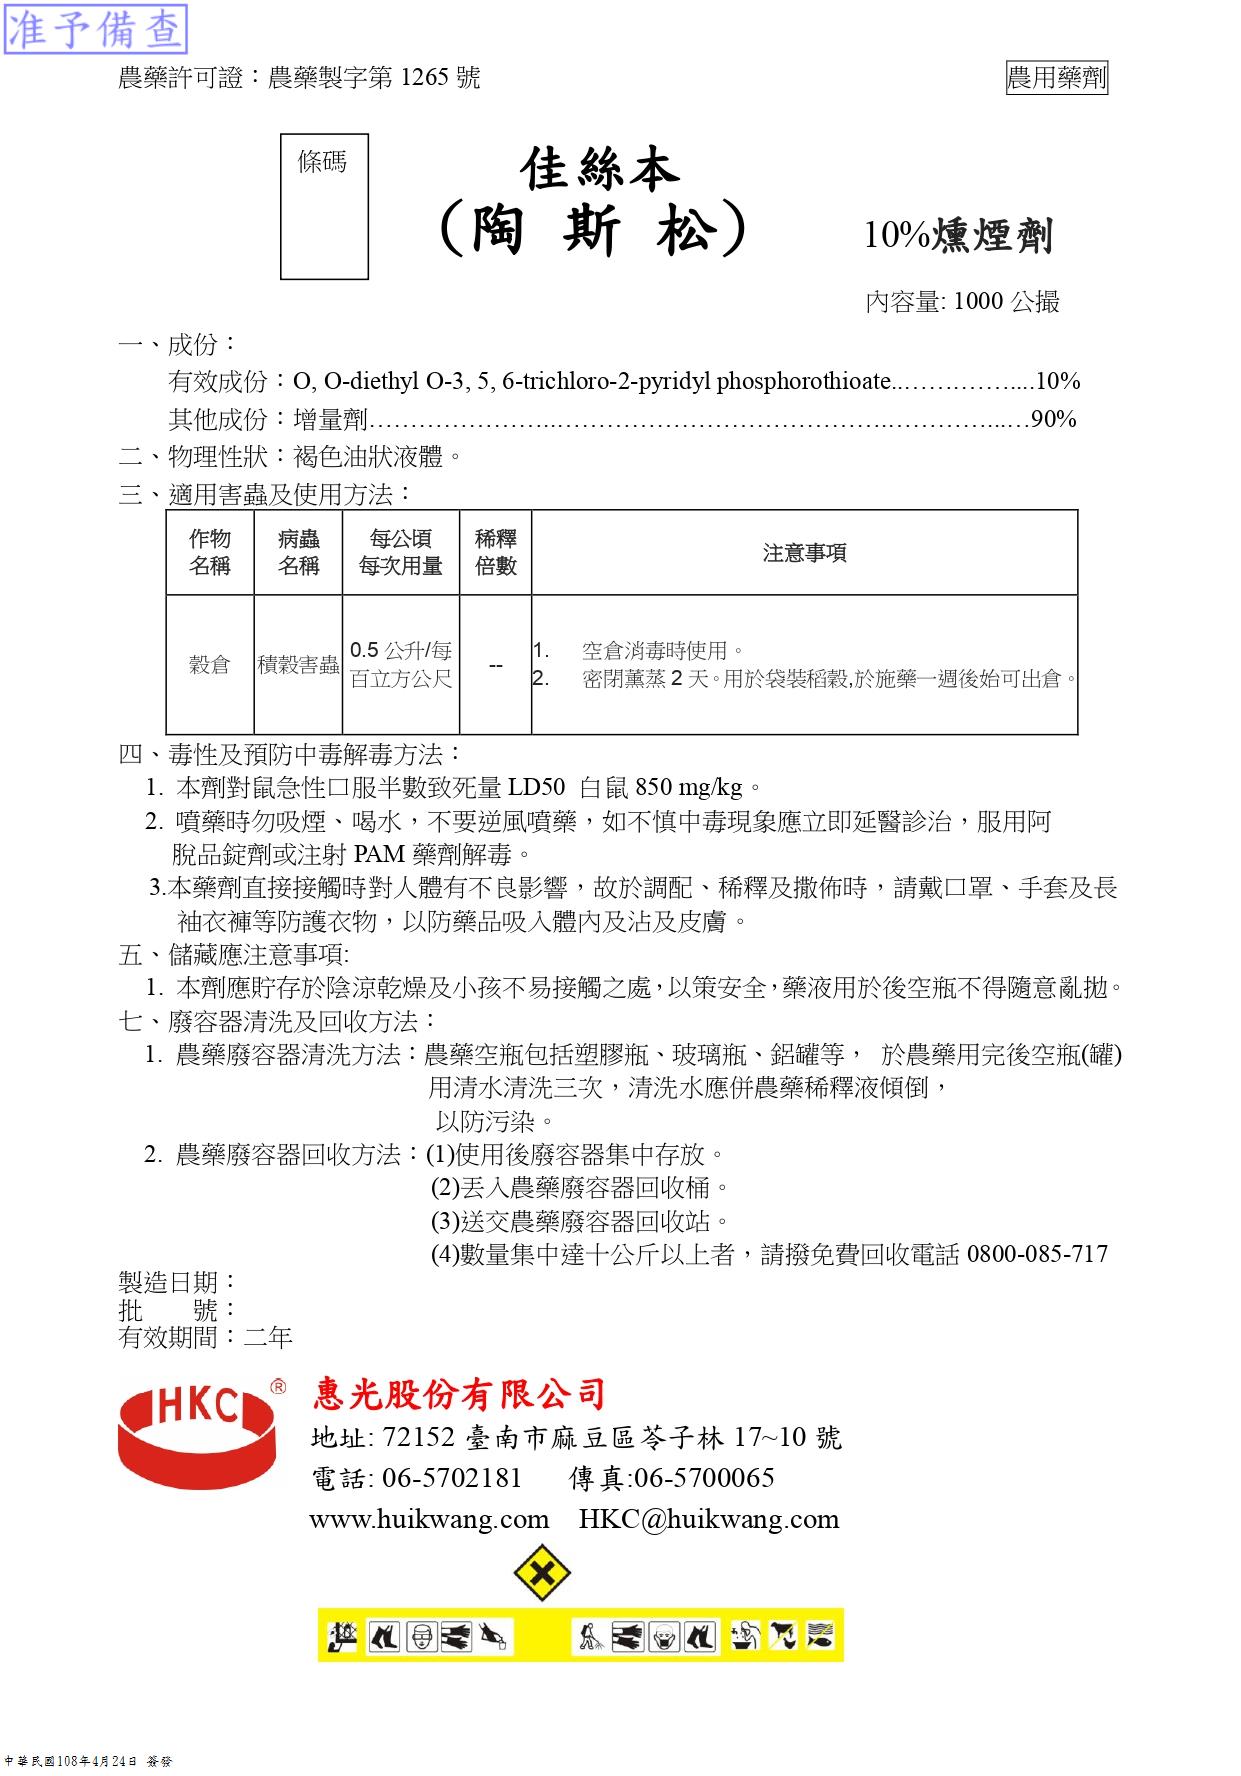 准予備查
農藥許可證：農藥製字第 1265 號
農用藥劑
條碼
佳絲本
（陶 斯 松）
10%燻煙劑
內容量: 1000 公撮
一、成份：
有效成份：O, O-diethyl O-3, 5, 6-trichloro-2-pyridyl phosphorothioate..…………....10%
其他成份：增量劑………………….………………………………….…………...…90%
二、物理性狀：褐色油狀液體。
三、適用害蟲及使用方法：
作物名稱 病蟲名稱 每公頃每次用量 稀釋倍數 注意事項
穀倉 積穀害蟲 0.5 公升/每百立方公尺 --
1. 空倉消毒時使用。
2. 密閉薰蒸 2 天。用於袋裝稻穀,於施藥一週後始可出倉。
四、毒性及預防中毒解毒方法：
1. 本劑對鼠急性口服半數致死量 LD50 白鼠 850 mg/kg。
2. 噴藥時勿吸煙、喝水，不要逆風噴藥，如不慎中毒現象應立即延醫診治，服用阿
脫品錠劑或注射 PAM 藥劑解毒。
3.本藥劑直接接觸時對人體有不良影響，故於調配、稀釋及撒佈時，請戴口罩、手套及長
袖衣褲等防護衣物，以防藥品吸入體內及沾及皮膚。
五、儲藏應注意事項:
1. 本劑應貯存於陰涼乾燥及小孩不易接觸之處，以策安全，藥液用於後空瓶不得隨意亂拋。
七、廢容器清洗及回收方法：
1. 農藥廢容器清洗方法：農藥空瓶包括塑膠瓶、玻璃瓶、鋁罐等， 於農藥用完後空瓶(罐)
用清水清洗三次，清洗水應併農藥稀釋液傾倒，
以防污染。
2. 農藥廢容器回收方法：(1)使用後廢容器集中存放。
(2)丟入農藥廢容器回收桶。
(3)送交農藥廢容器回收站。
(4)數量集中達十公斤以上者，請撥免費回收電話 0800-085-717
製造日期：
批　　號：
有效期間：二年
HKC ®
惠光股份有限公司
地址: 72152 臺南市麻豆區苓子林 17~10 號
電話: 06-5702181 傳真:06-5700065
www.huikwang.com HKC@huikwang.com
中華民國108年4月24日 簽發